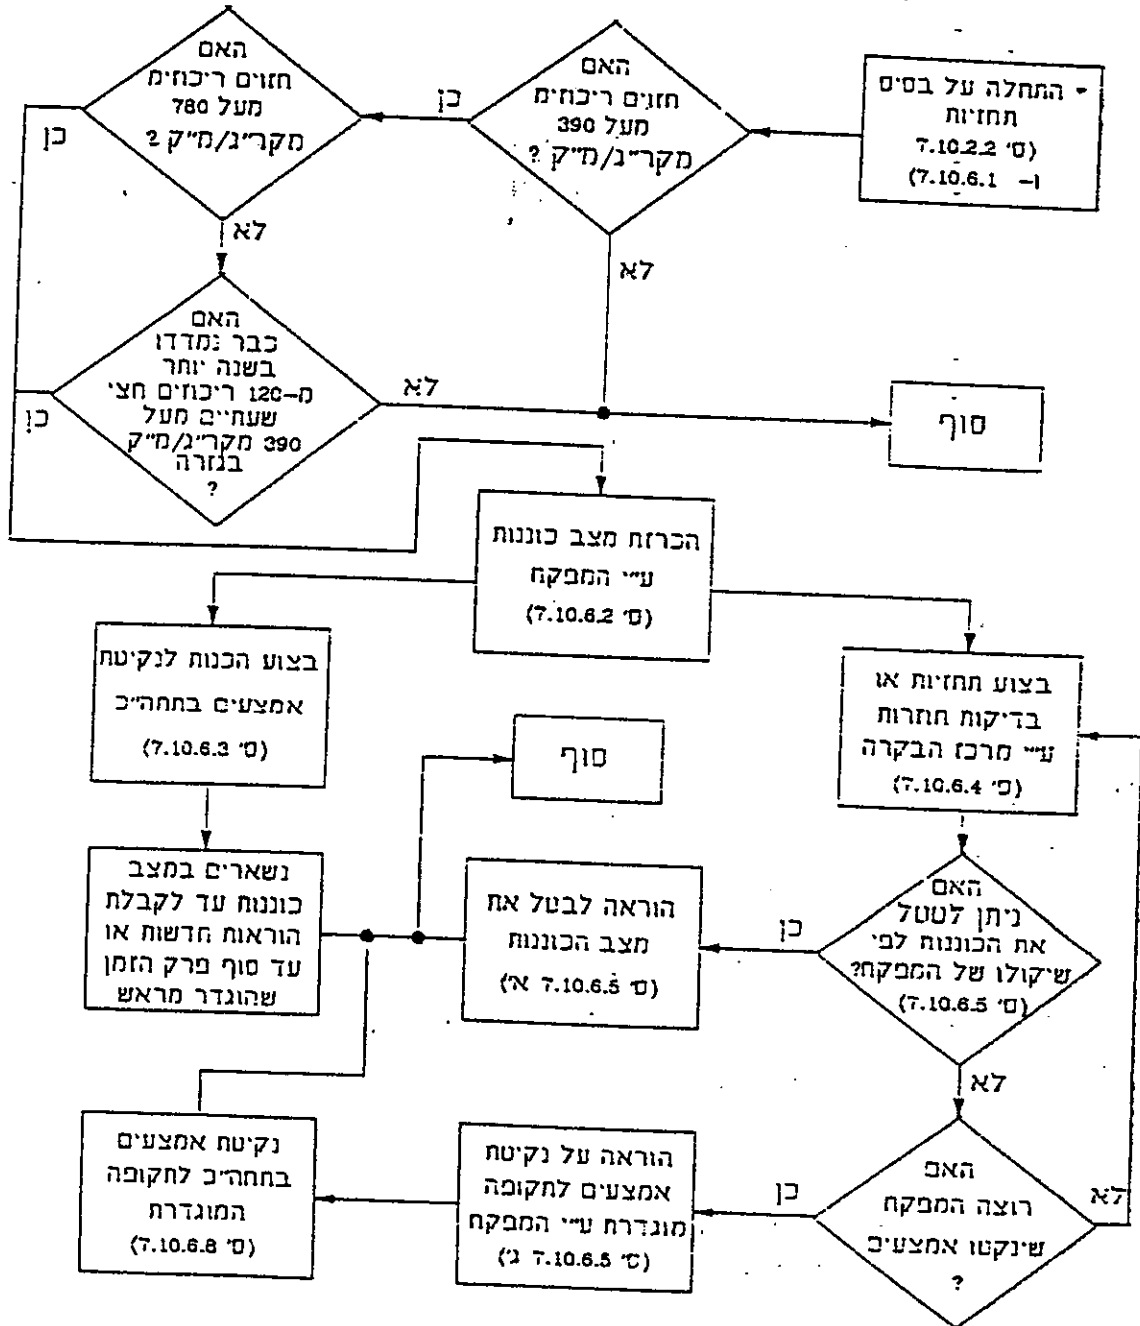 התחלה על בסיס
תחזיות
(ס' 7.10.2.2
ו- 7.10.6.1)
האם
חזויים ריכוזים
מעל 390
מקר"ג/מ"ק ?
כן
לא
האם
חזוים ריכוזים
מעל 780
מקר"ג/מ"ק ?
כן
לא
האם
כבר נמדדו
בשנה יותר
מ-120 ריכוזים חצי
שעתיים מעל
390 מקר"ג/מ"ק
בגזרה
?
כן
לא
סוף
הכרזת מצב כוננות
ע"י המפקח
(ס' 7.10.6.2)
בצוע הכנות לנקיטת
אמצעים בתחה"כ
(ס' 7.10.6.3)
נשארים במצב
כוננות עד לקבלת
הוראות חדשות או
עד סוף פרק הזמן
שהוגדר מראש
סוף
בצוע תחזיות או
בדיקות חוזרות
ע"י מרכז הבקרה
(ס' 7.10.6.4)
האם
ניתן לטטל
את הכוננות לפי
שיקולו של המפקח?
(ס' 7.10.6.5)
כן
לא
הוראה לבטל את
מצב הכוננות
(ס' 7.10.6.5 א')
האם
רוצה המפקח
שינקטו אמצעים
?
כן
לא
הוראה על נקיטת
אמצעים לתקופה
מוגדרת ע"י המפקח
(ס' 7.10.6.5 ג')
נקיטת אמצעים
בתחה"כ לתקופה
המוגדרת
(ס' 7.10.6.8)